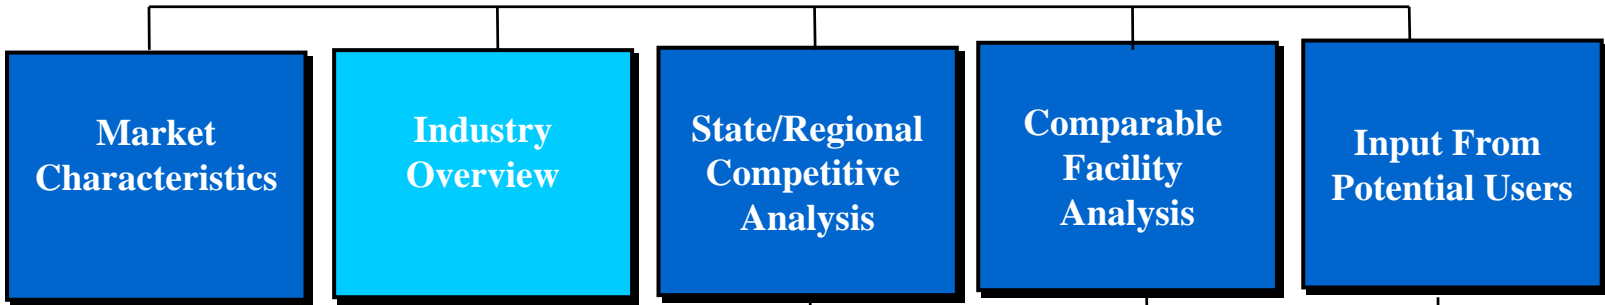 Market
Characteristics
Industry
Overview
State/Regional
Competitive
Analysis
Comparable
Facility
Analysis
Input From
Potential Users